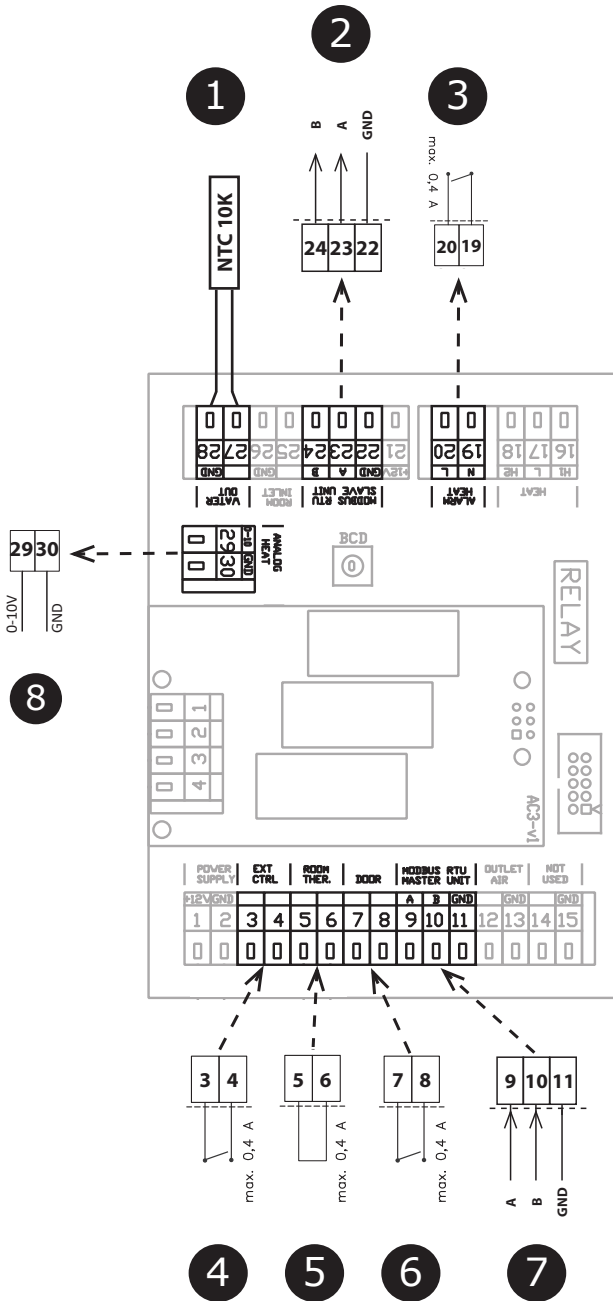 2
1
3
B
A
GND
max. 0,4 A
NTC 10K
24 23 22
20 19
28 27 26 25 24 23 22 21
20 19 18 17 16
GND GND B A GND +12V
L N H2 L H1
VATER OUT
ROOM INLET
MODBUS RTU SLAVE UNIT
ALARM HEAT
HEAT
29 30
0-10V
GND
8
29 30
0-10 GND
ANALOG HEAT
BCD
0
RELAY
1
2
3
4
AC3-v1
POWER SUPPLY
EXT CTRL
ROOM THER.
DOOR
MODBUS RTU MASTER UNIT
OUTLET AIR
NOT USED
+12V GND A B GND GND GND
1 2 3 4 5 6 7 8 9 10 11 12 13 14 15
3 4
5 6
7 8
9 10 11
max. 0,4 A
max. 0,4 A
max. 0,4 A
A
B
GND
4
5
6
7